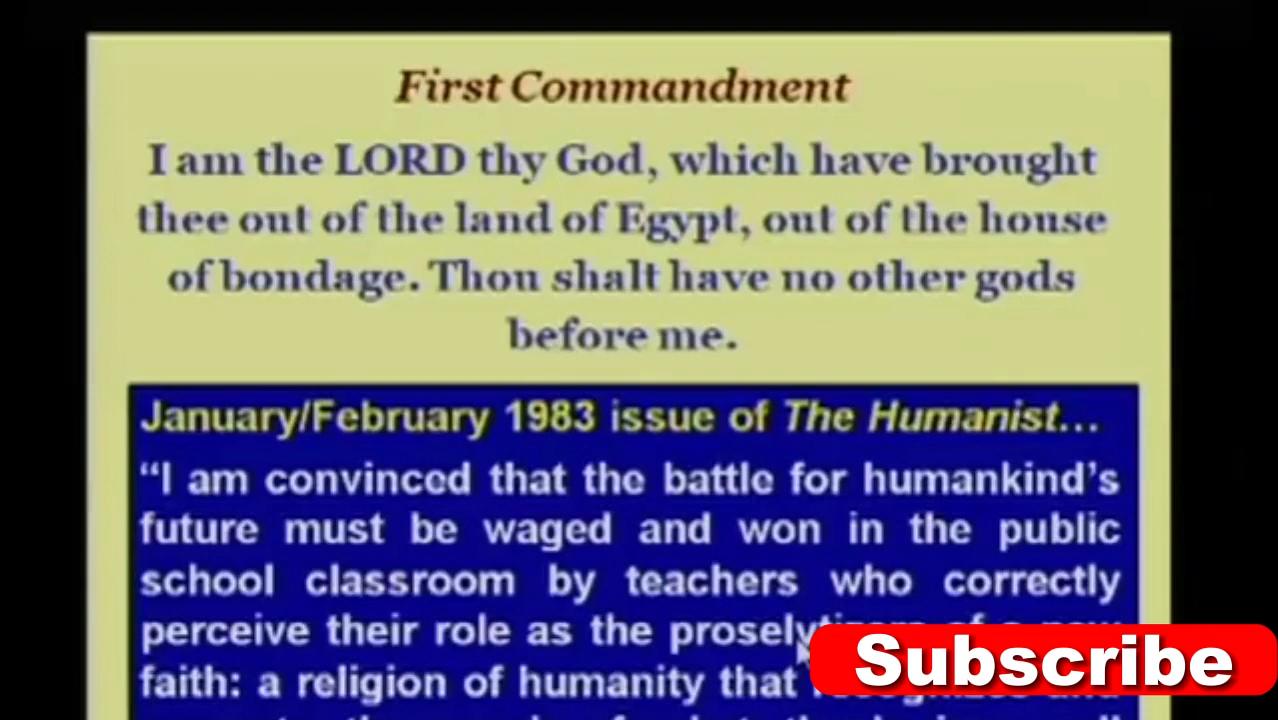 First Commandment
I am the LORD thy God, which have brought
thee out of the land of Egypt, out of the house
of bondage. Thou shalt have no other gods
before me.
January/February 1983 issue of The Humanist...
“I am convinced that the battle for humankind’s
future must be waged and won in the public
school classroom by teachers who correctly
perceive their role as the
faith: a religion of humanity that
Subscribe